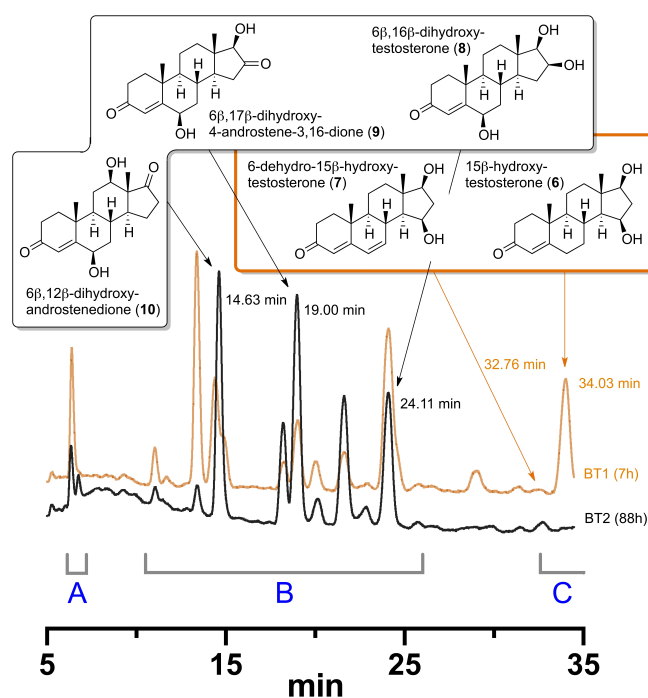 OH
O
H
H
H
O
OH
6β,17β-dihydroxy-
4-androstene-3,16-dione (9)
6β,16β-dihydroxy-
testosterone (8)
OH
OH
H
H
H
O
OH
OH
O
H
H
H
O
OH
6β,12β-dihydroxy-
androstenedione (10)
6-dehydro-15β-hydroxy-
testosterone (7)
OH
H
H
H
O
OH
15β-hydroxy-
testosterone (6)
OH
H
H
H
O
OH
14.63 min
19.00 min
24.11 min
32.76 min
34.03 min
BT1 (7h)
BT2 (88h)
A
B
C
5
15
25
35
min